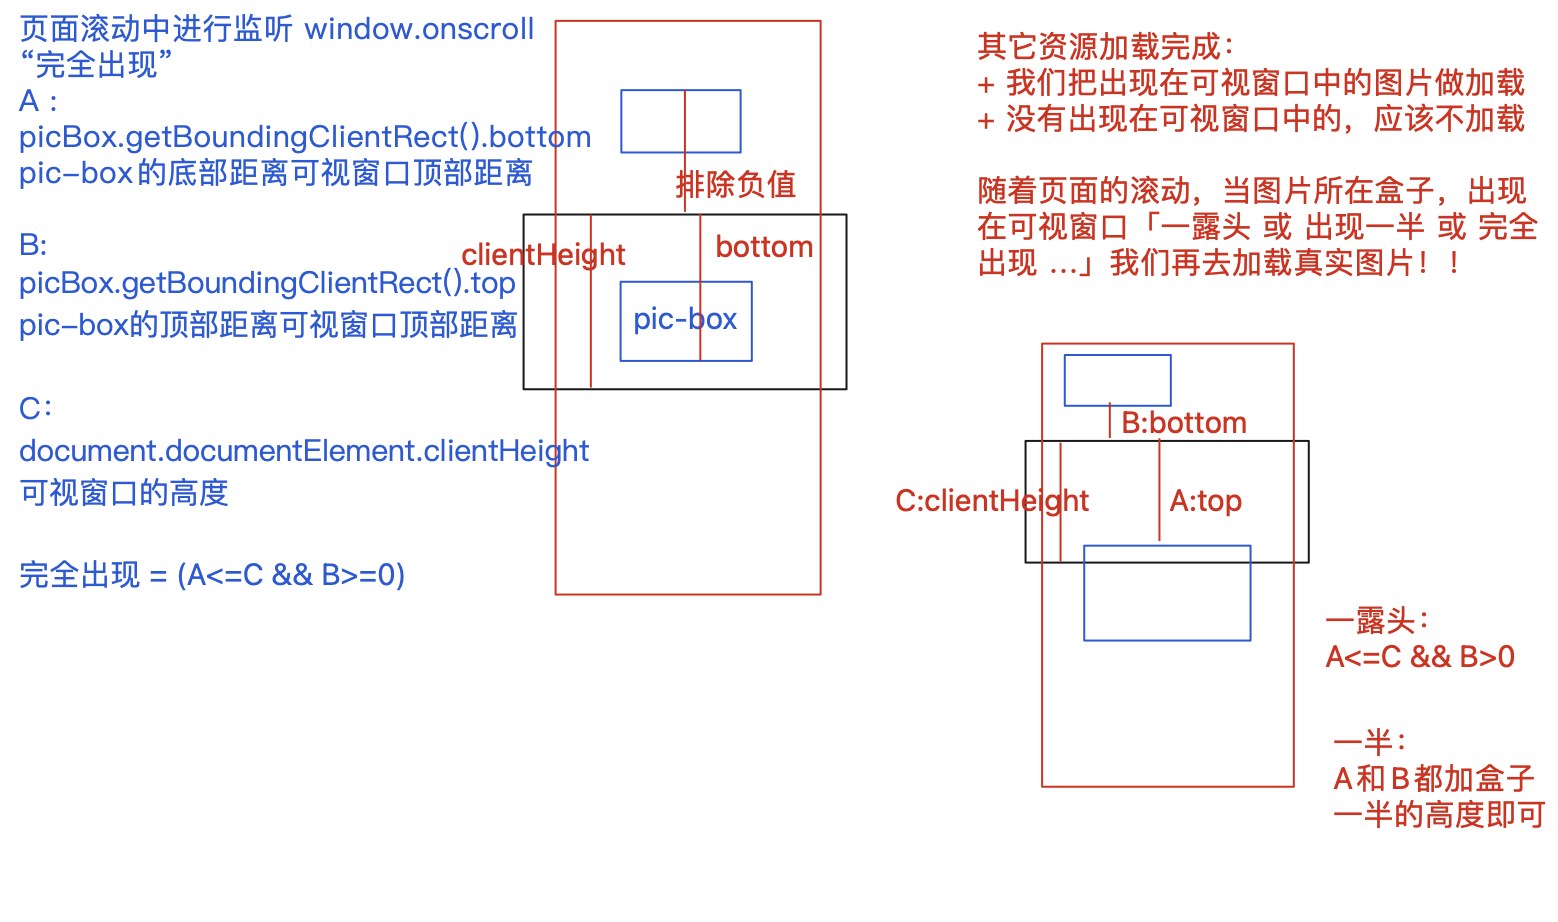 页面滚动中进行监听 window.onscroll
“完全出现”
A：
picBox.getBoundingClientRect().bottom
pic-box的底部距离可视窗口顶部距离
B:
picBox.getBoundingClientRect().top
pic-box的顶部距离可视窗口顶部距离
C：
document.documentElement.clientHeight
可视窗口的高度
完全出现 = (A<=C && B>=0)
排除负值
clientHeight
bottom
pic-box
其它资源加载完成：
+ 我们把出现在可视窗口中的图片做加载
+ 没有出现在可视窗口中的，应该不加载
随着页面的滚动，当图片所在盒子，出现
在可视窗口「一露头 或 出现一半 或 完全
出现 ...」我们再去加载真实图片！！
B:bottom
C:clientHeight
A:top
一露头：
A<=C && B>0
一半：
A和B都加盒子
一半的高度即可